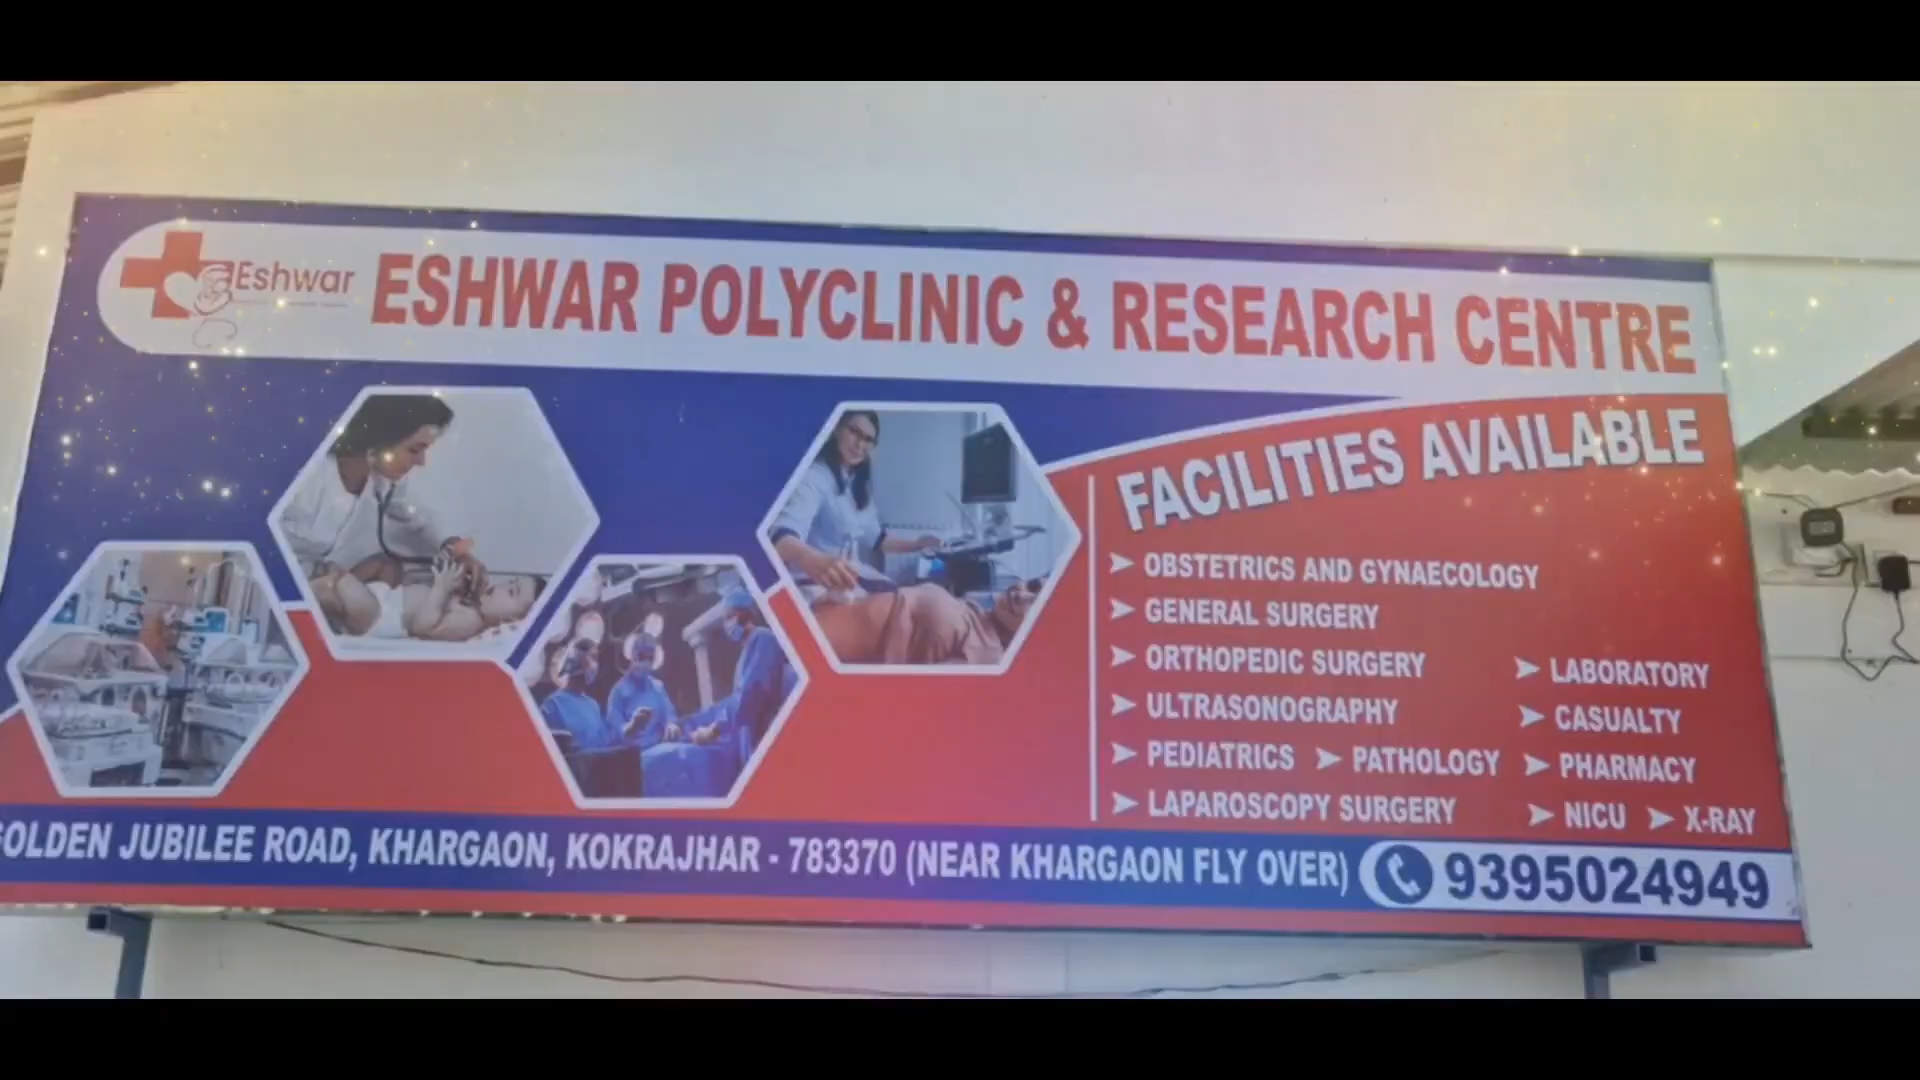 Eshwar
ESHWAR POLYCLINIC & RESEARCH CENTRE
FACILITIES AVAILABLE
➤ OBSTETRICS AND GYNAECOLOGY
➤ GENERAL SURGERY
➤ ORTHOPEDIC SURGERY ➤ LABORATORY
➤ ULTRASONOGRAPHY ➤ CASUALTY
➤ PEDIATRICS ➤ PATHOLOGY ➤ PHARMACY
➤ LAPAROSCOPY SURGERY ➤ NICU ➤ X-RAY
GOLDEN JUBILEE ROAD, KHARGAON, KOKRAJHAR - 783370 (NEAR KHARGAON FLY OVER) 9395024949